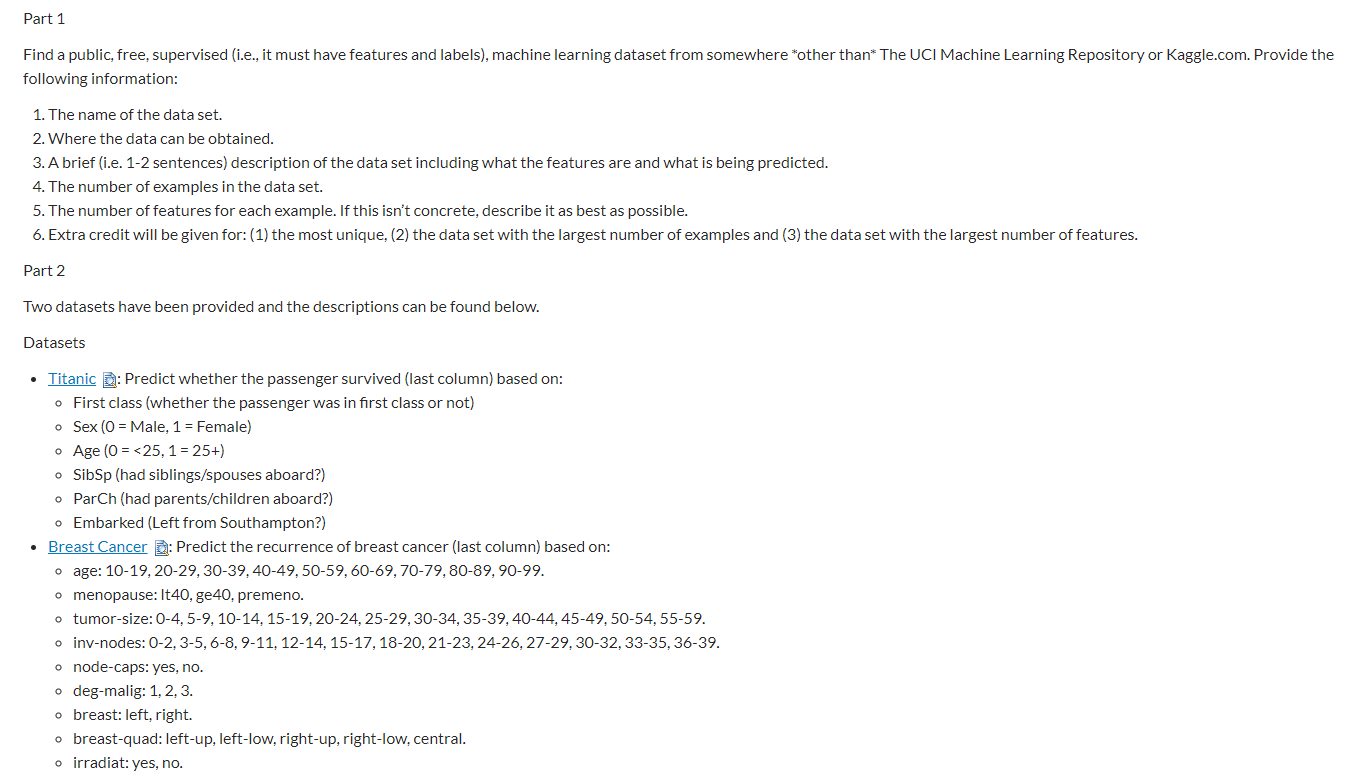 Part 1
Find a public, free, supervised (i.e., it must have features and labels), machine learning dataset from somewhere *other than* The UCI Machine Learning Repository or Kaggle.com. Provide the
following information:
1. The name of the data set.
2. Where the data can be obtained.
3. A brief (i.e. 1-2 sentences) description of the data set including what the features are and what is being predicted.
4. The number of examples in the data set.
5. The number of features for each example. If this isn't concrete, describe it as best as possible.
6. Extra credit will be given for: (1) the most unique, (2) the data set with the largest number of examples and (3) the data set with the largest number of features.
Part 2
Two datasets have been provided and the descriptions can be found below.
Datasets
• Titanic : Predict whether the passenger survived (last column) based on:
◦ First class (whether the passenger was in first class or not)
◦ Sex (0 = Male, 1 = Female)
◦ Age (0 = <25, 1 = 25+)
◦ SibSp (had siblings/spouses aboard?)
◦ ParCh (had parents/children aboard?)
◦ Embarked (Left from Southampton?)
• Breast Cancer : Predict the recurrence of breast cancer (last column) based on:
◦ age: 10-19, 20-29, 30-39, 40-49, 50-59, 60-69, 70-79, 80-89, 90-99.
◦ menopause: lt40, ge40, premeno.
◦ tumor-size: 0-4, 5-9, 10-14, 15-19, 20-24, 25-29, 30-34, 35-39, 40-44, 45-49, 50-54, 55-59.
◦ inv-nodes: 0-2, 3-5, 6-8, 9-11, 12-14, 15-17, 18-20, 21-23, 24-26, 27-29, 30-32, 33-35, 36-39.
◦ node-caps: yes, no.
◦ deg-malig: 1, 2, 3.
◦ breast: left, right.
◦ breast-quad: left-up, left-low, right-up, right-low, central.
◦ irradiat: yes, no.